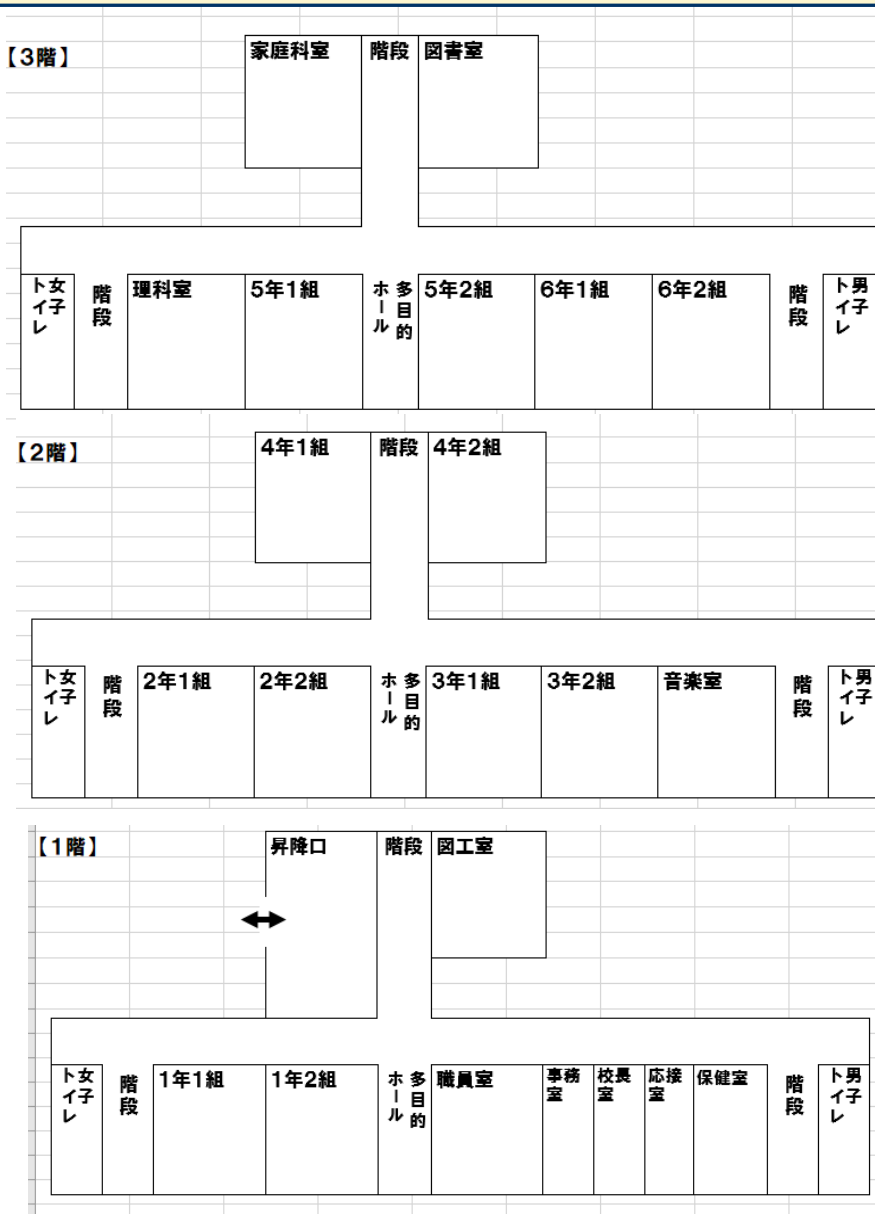 【3階】
家庭科室
階段
図書室
女子トイレ
階段
理科室
5年1組
多目的ホール
5年2組
6年1組
6年2組
階段
男子トイレ
【2階】
4年1組
階段
4年2組
女子トイレ
階段
2年1組
2年2組
多目的ホール
3年1組
3年2組
音楽室
階段
男子トイレ
【1階】
昇降口
階段
図工室
女子トイレ
階段
1年1組
1年2組
多目的ホール
職員室
事務室
校長室
応接室
保健室
階段
男子トイレ